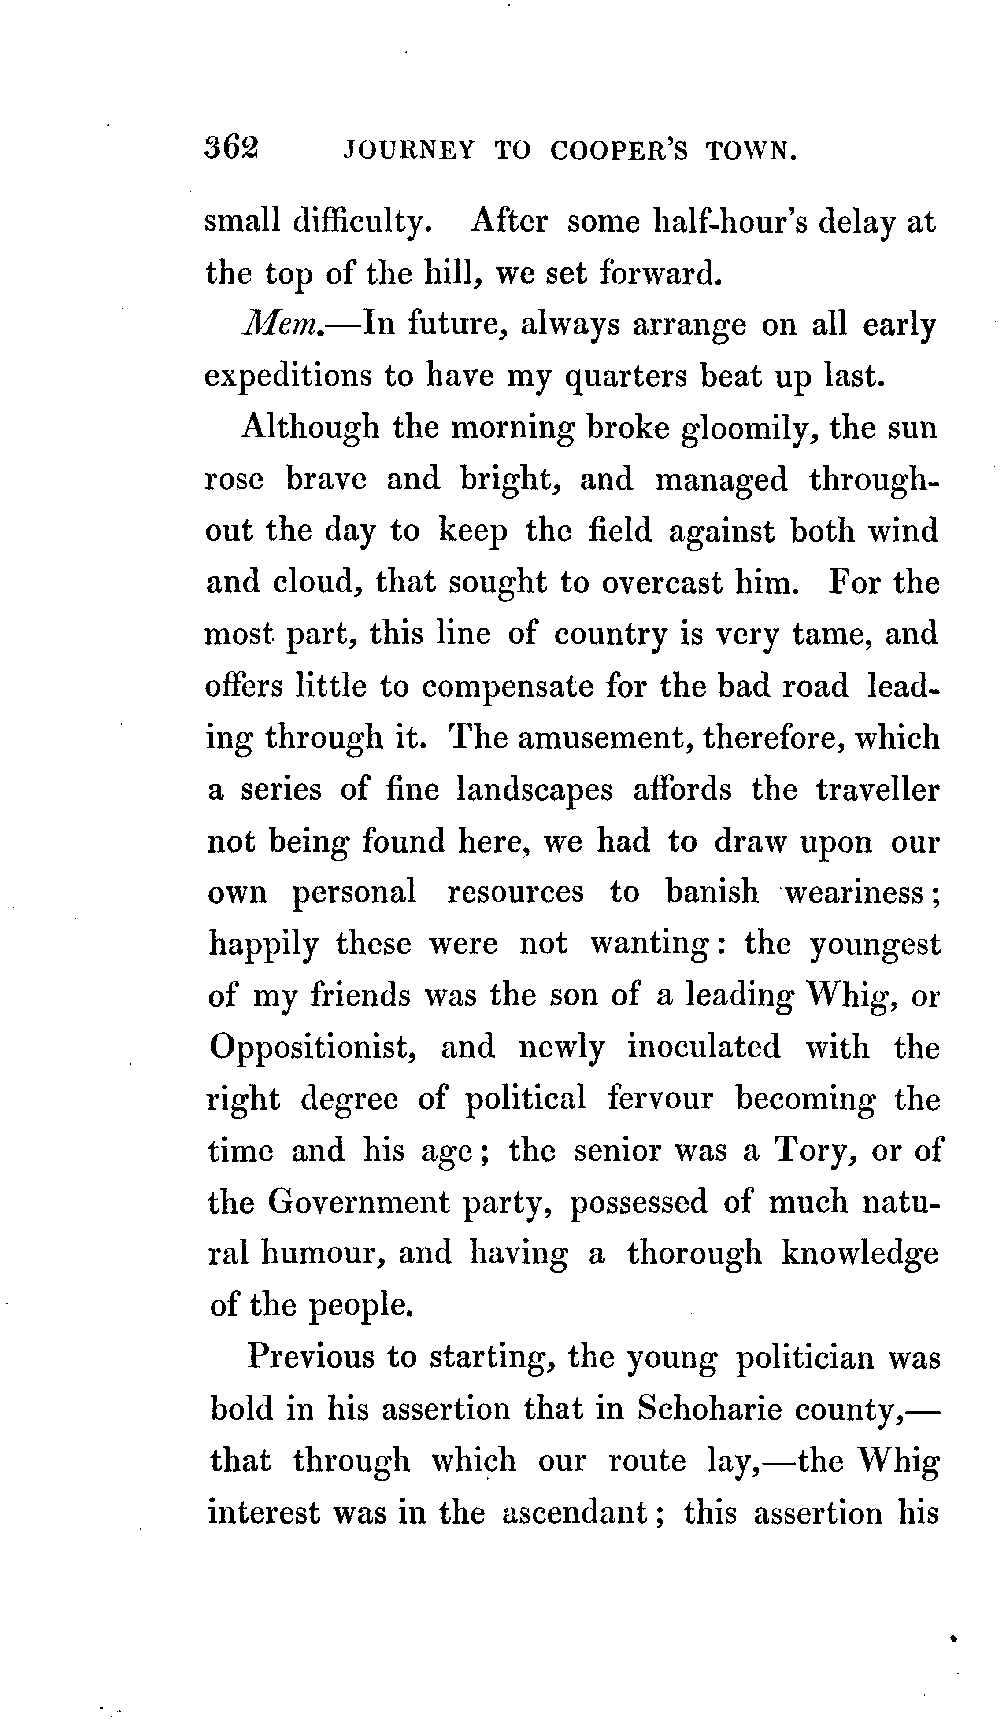 362 JOURNEY TO COOPER'S TOWN.
small difficulty. After some half-hour's delay at
the top of the hill, we set forward.
Mem.—In future, always arrange on all early
expeditions to have my quarters beat up last.
Although the morning broke gloomily, the sun
rose brave and bright, and managed through-
out the day to keep the field against both wind
and cloud, that sought to overcast him. For the
most part, this line of country is very tame, and
offers little to compensate for the bad road lead-
ing through it. The amusement, therefore, which
a series of fine landscapes affords the traveller
not being found here, we had to draw upon our
own personal resources to banish weariness;
happily these were not wanting: the youngest
of my friends was the son of a leading Whig, or
Oppositionist, and newly inoculated with the
right degree of political fervour becoming the
time and his age; the senior was a Tory, or of
the Government party, possessed of much natu-
ral humour, and having a thorough knowledge
of the people.
Previous to starting, the young politician was
bold in his assertion that in Schoharie county,—
that through which our route lay,—the Whig
interest was in the ascendant; this assertion his